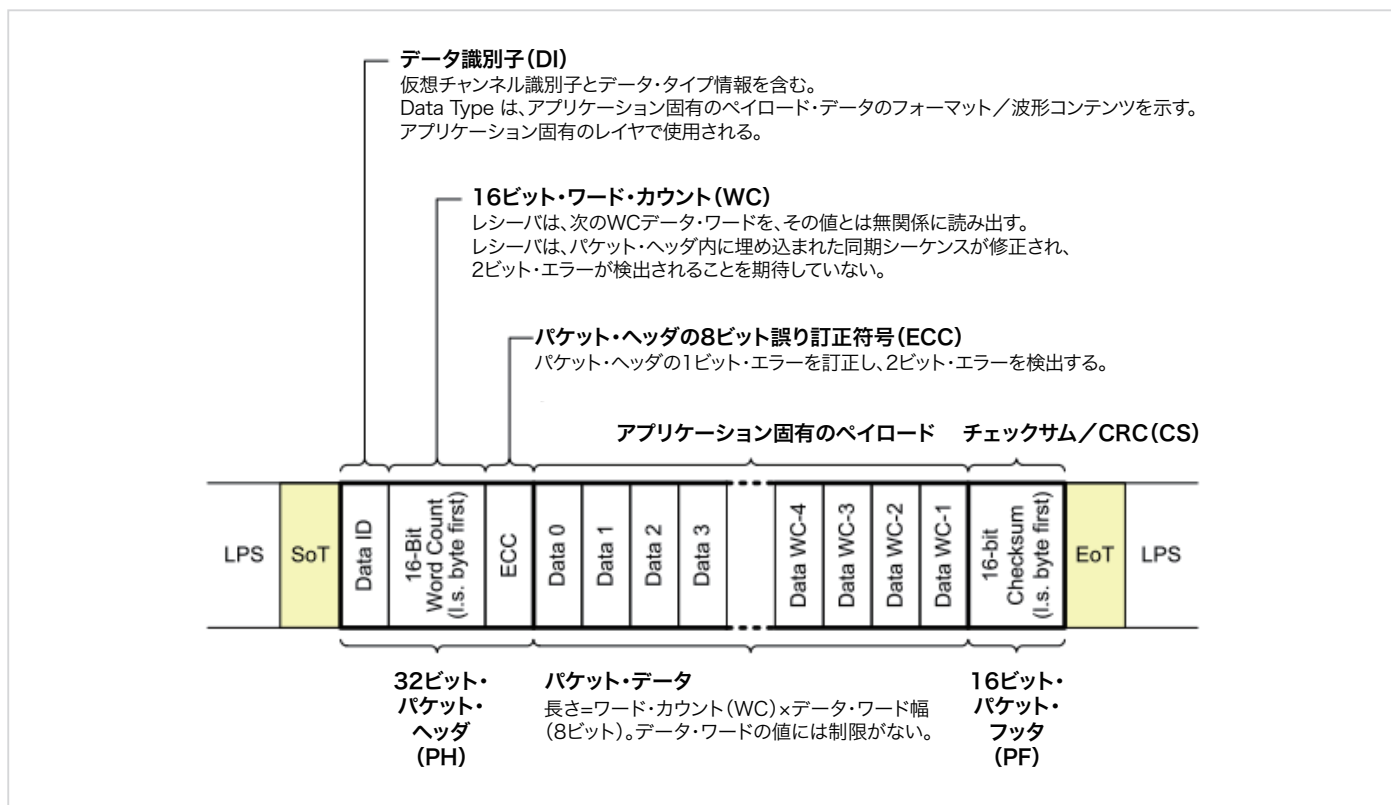 データ識別子(DI)
仮想チャンネル識別子とデータ・タイプ情報を含む。
Data Type は、アプリケーション固有のペイロード・データのフォーマット／波形コンテンツを示す。
アプリケーション固有のレイヤで使用される。
16ビット・ワード・カウント(WC)
レシーバは、次のWCデータ・ワードを、その値とは無関係に読み出す。
レシーバは、パケット・ヘッダ内に埋め込まれた同期シーケンスが修正され、
2ビット・エラーが検出されることを期待していない。
パケット・ヘッダの8ビット誤り訂正符号(ECC)
パケット・ヘッダの1ビット・エラーを訂正し、2ビット・エラーを検出する。
アプリケーション固有のペイロード
チェックサム／CRC(CS)
LPS
SoT
Data ID
16-Bit
Word Count
(l.s. byte first)
ECC
Data 0
Data 1
Data 2
Data 3
Data WC-4
Data WC-3
Data WC-2
Data WC-1
16-bit
Checksum
(l.s. byte first)
EoT
LPS
32ビット・
パケット・
ヘッダ
(PH)
パケット・データ
長さ=ワード・カウント(WC)×データ・ワード幅
(8ビット)。データ・ワードの値には制限がない。
16ビット・
パケット・
フッタ
(PF)